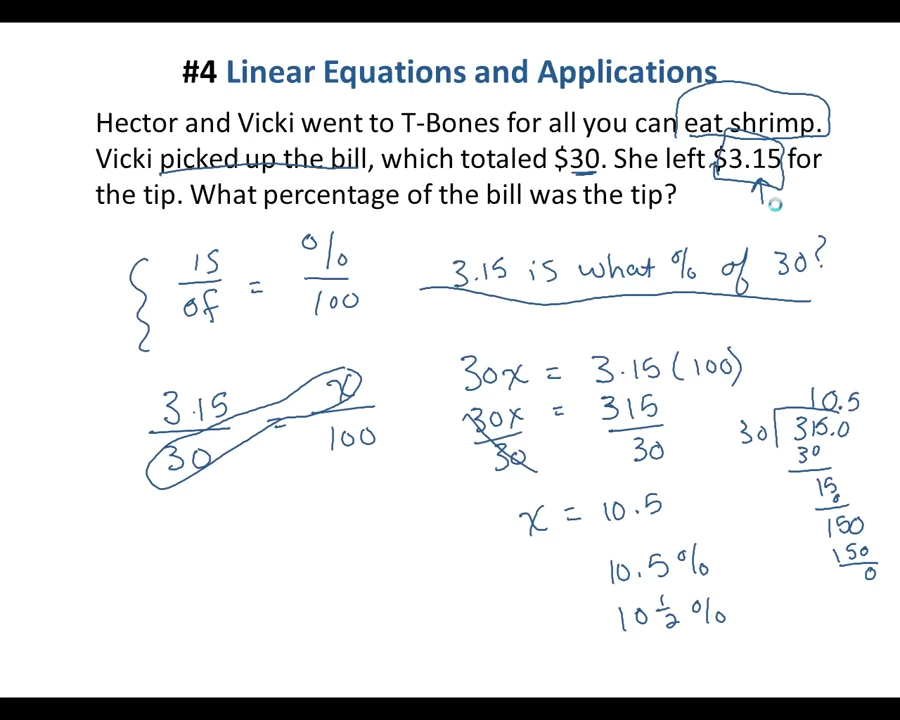 #4 Linear Equations and Applications
Hector and Vicki went to T-Bones for all you can eat shrimp.
Vicki picked up the bill, which totaled $30. She left $3.15 for
the tip. What percentage of the bill was the tip?
is/of = %/100
3.15 is what % of 30?
3.15/30 = x/100
30x = 3.15(100)
30x/30 = 315/30
x = 10.5
10.5%
10 1/2 %
10.5
30 315.0
30
15
0
150
150
0